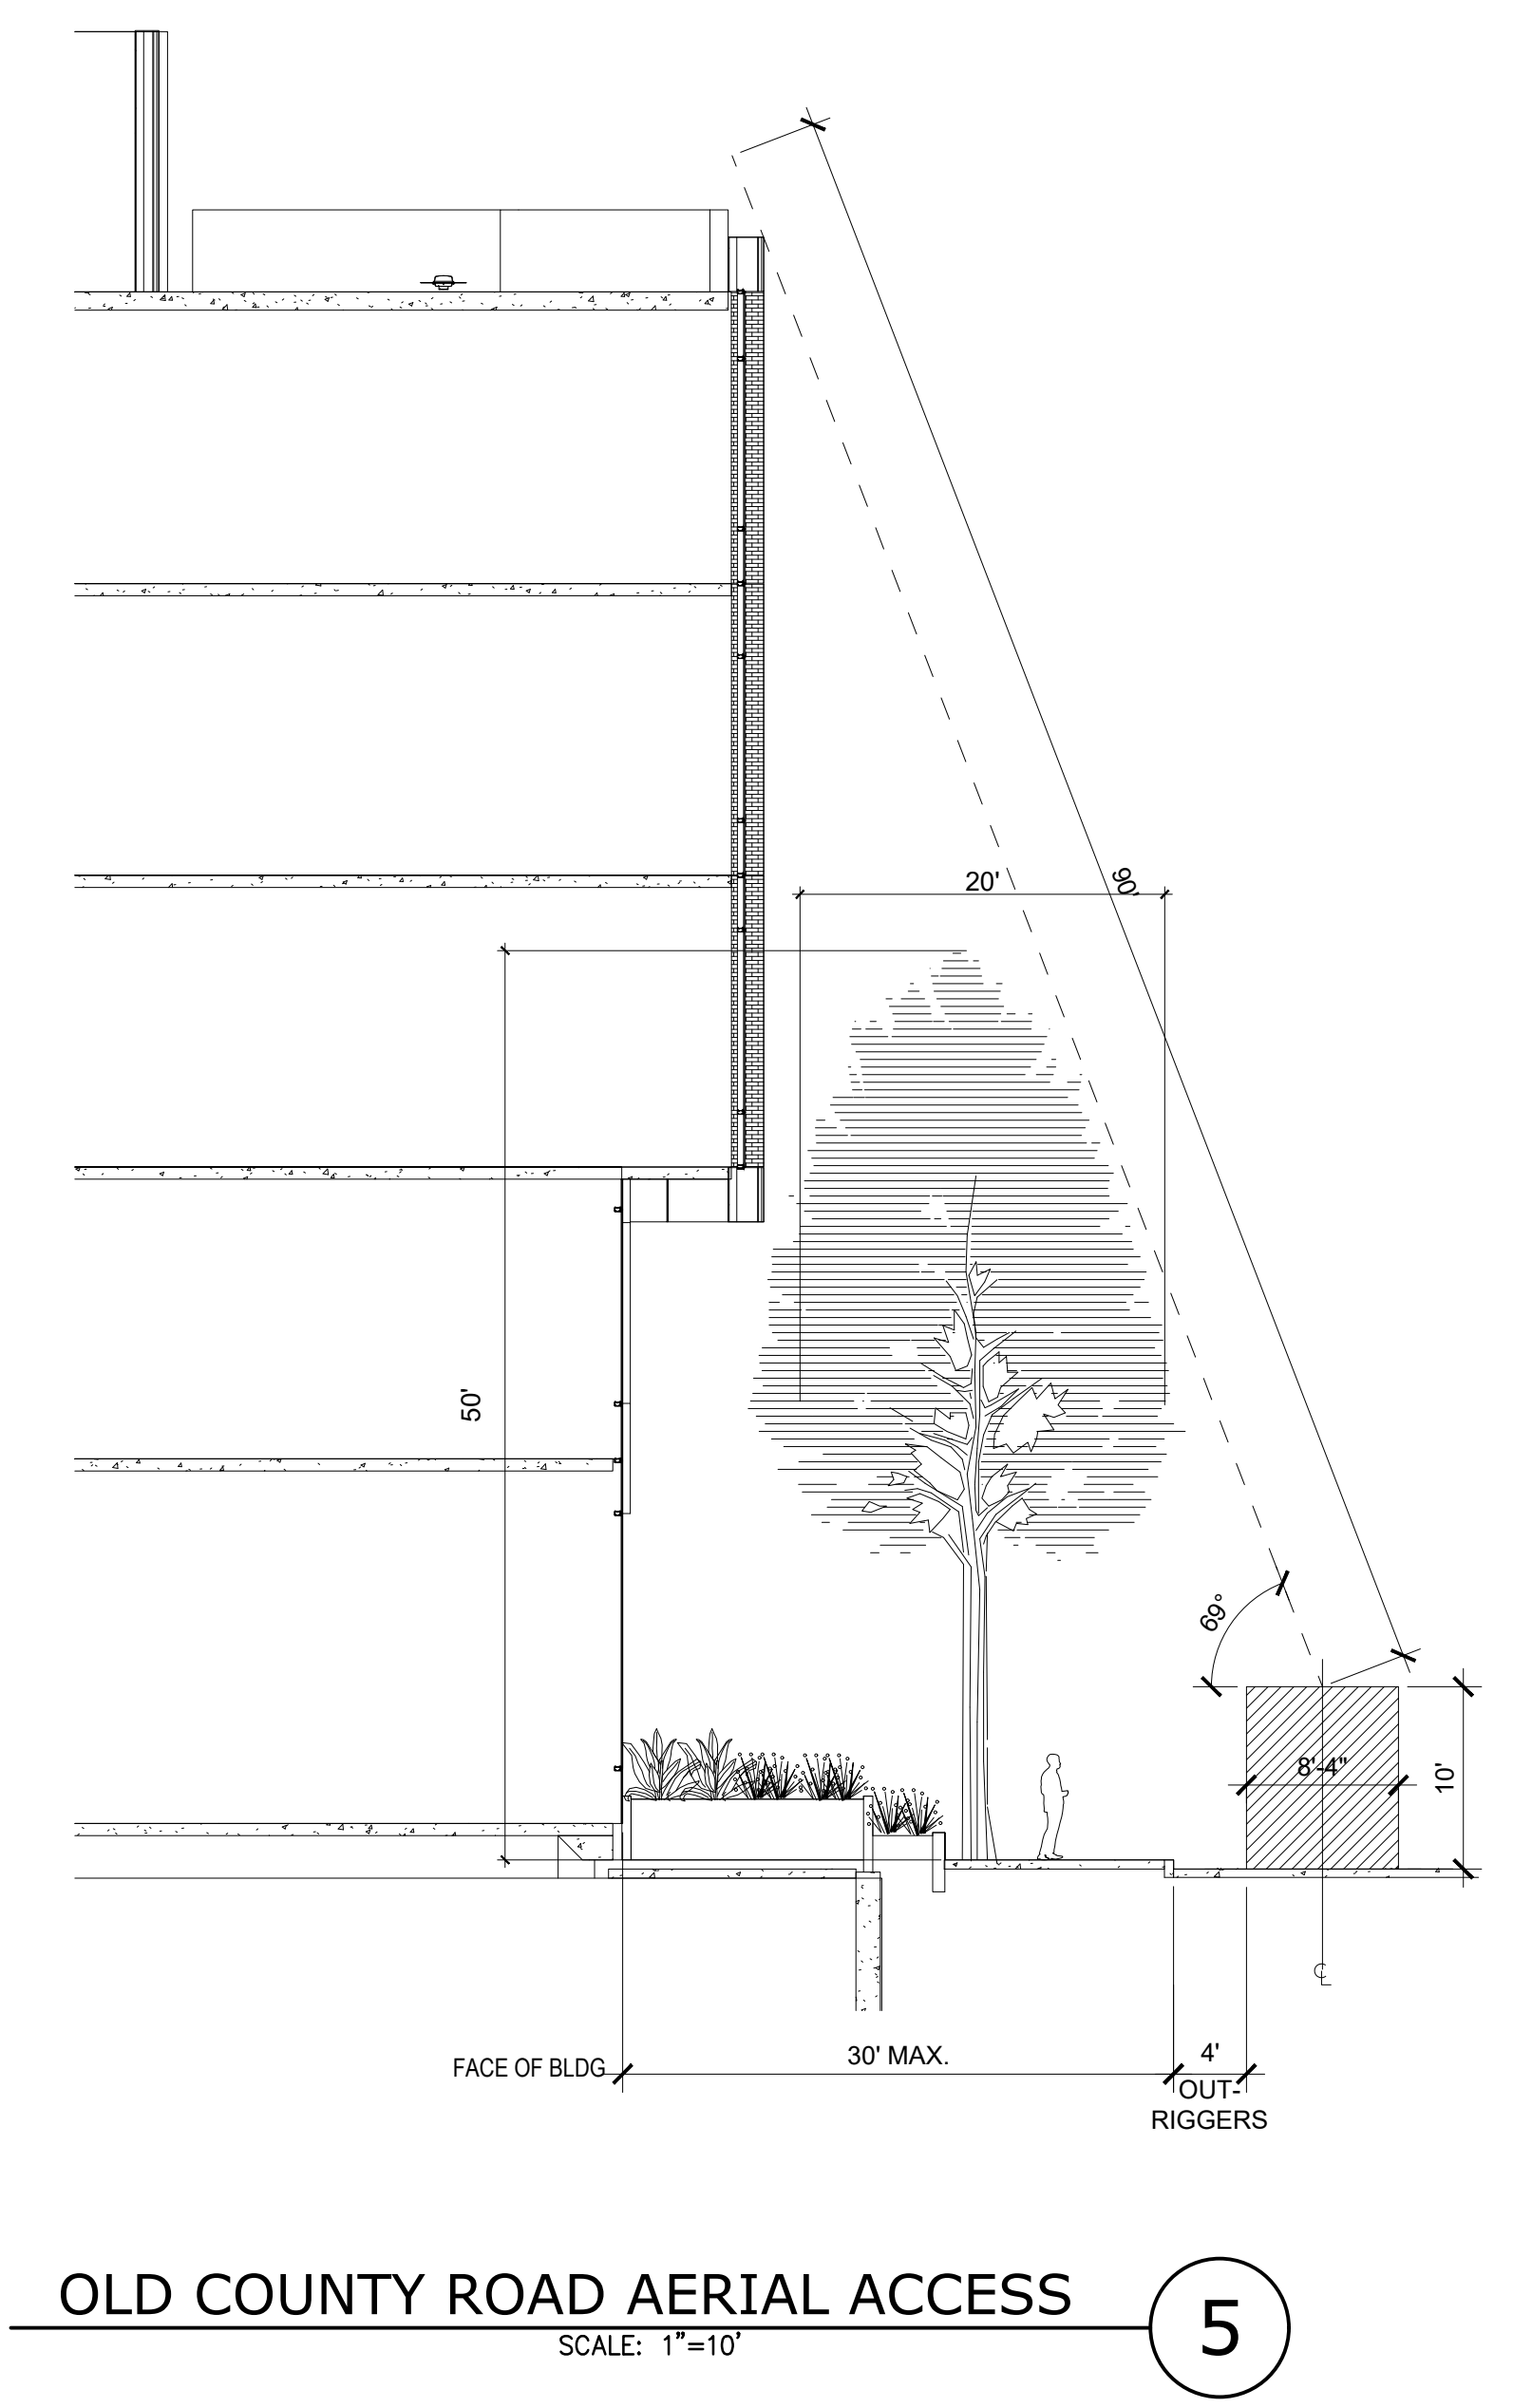 20'
90'
50'
69°
8'-4"
10'
℄
FACE OF BLDG
30' MAX.
4'
OUT-
RIGGERS
OLD COUNTY ROAD AERIAL ACCESS
5
SCALE: 1"=10'